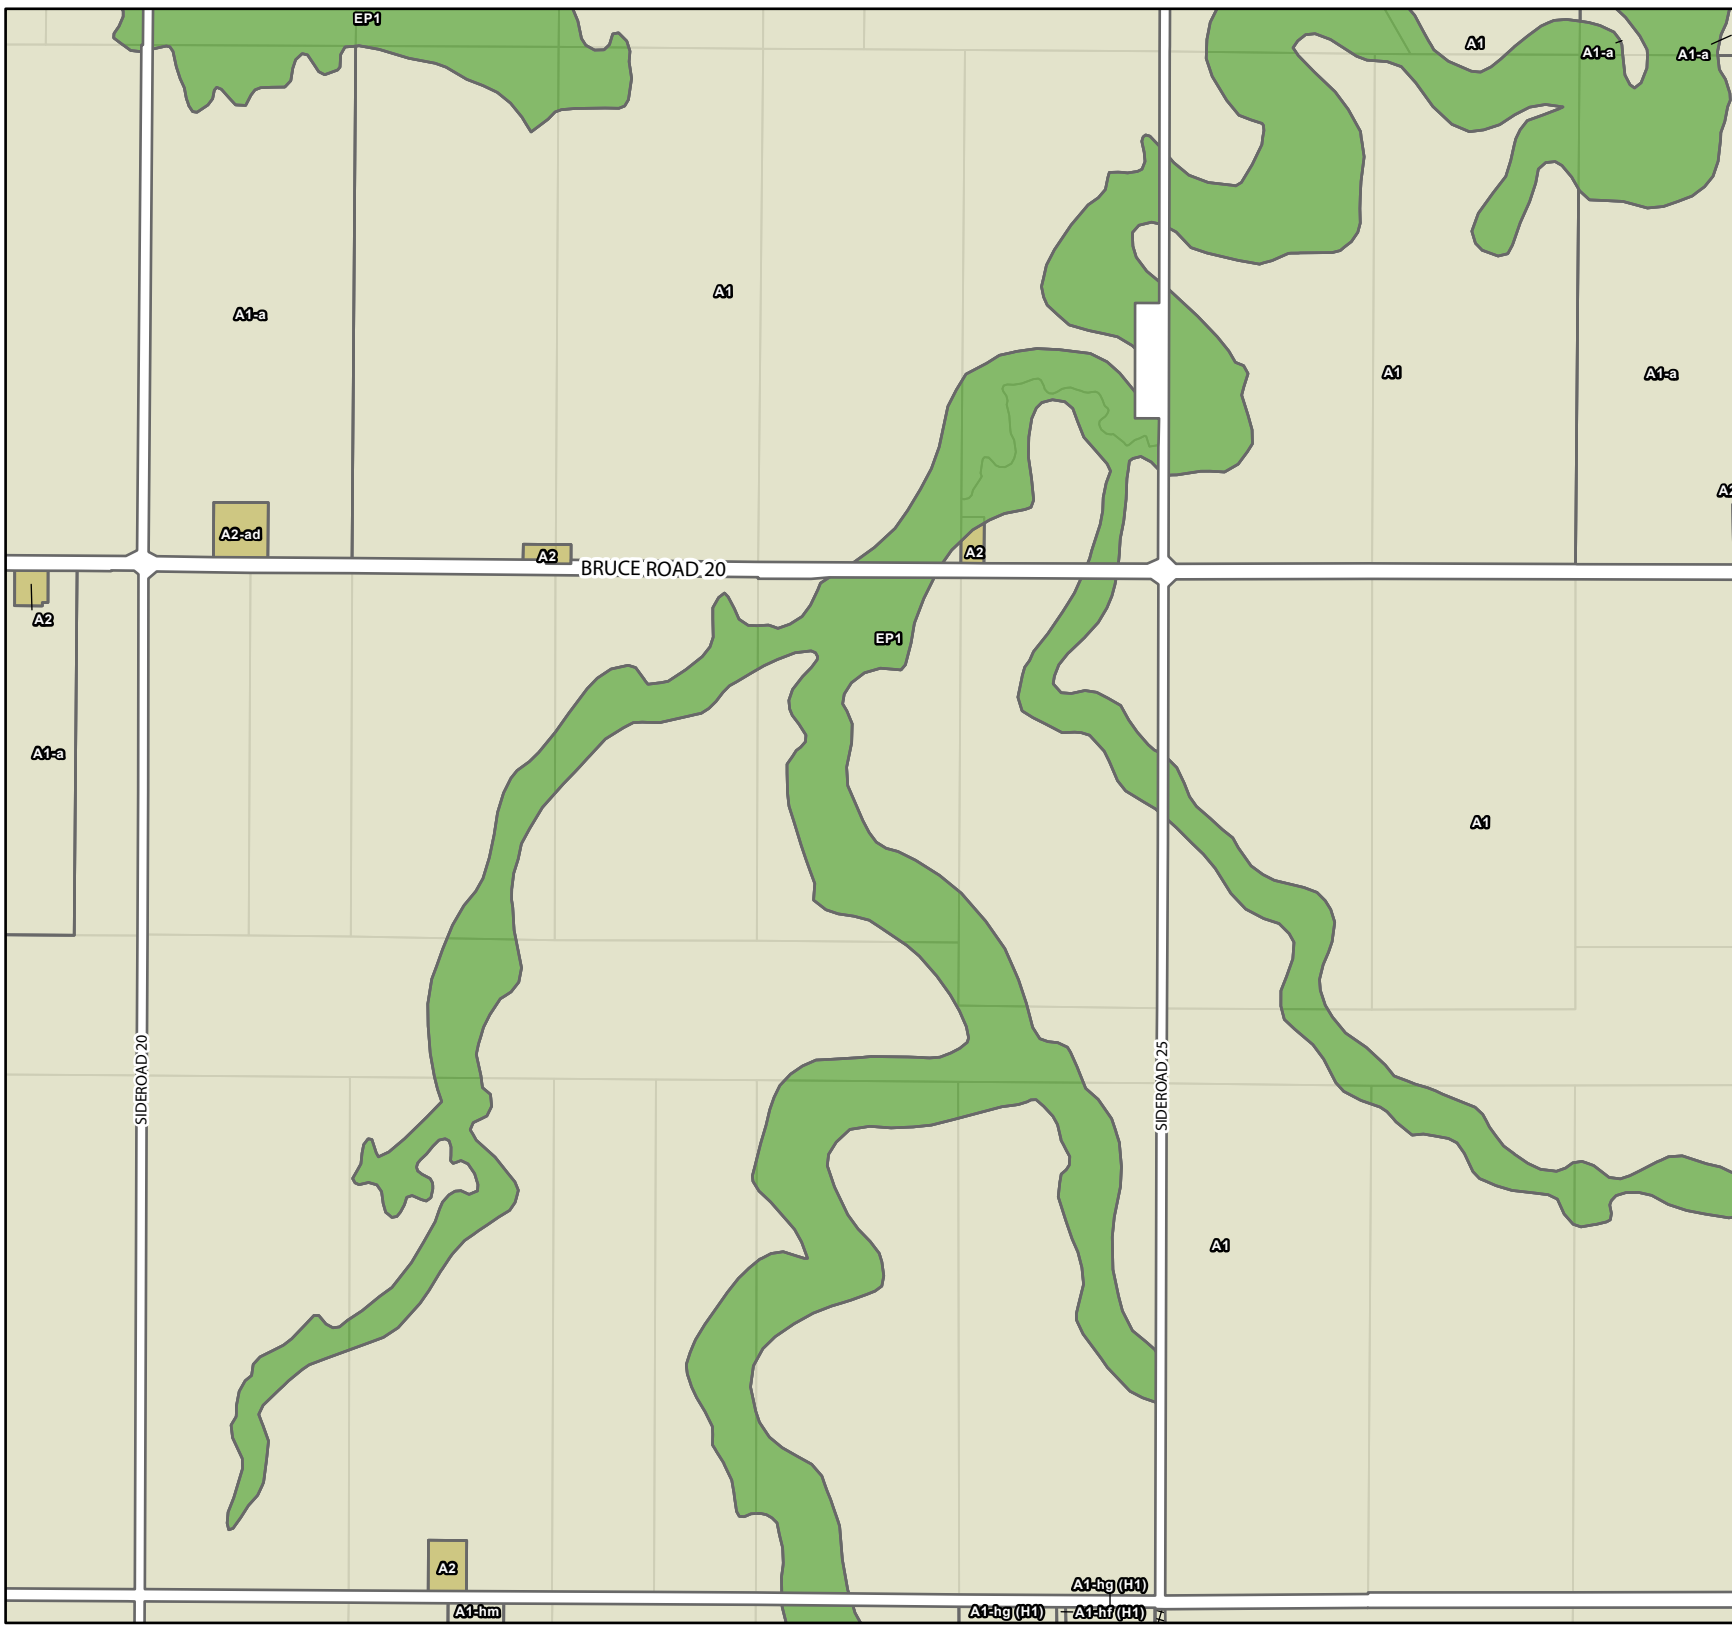 EP1
A1
A1-a
A1-a
A1
A1-a
A1
A1-a
A2
A2-ad
A2
A2
BRUCE ROAD 20
A2
EP1
A1-a
A1
SIDEROAD 20
SIDEROAD 25
A1
A2
A1-hg (H1)
A1-hm
A1-hg (H1)
A1-hf (H1)